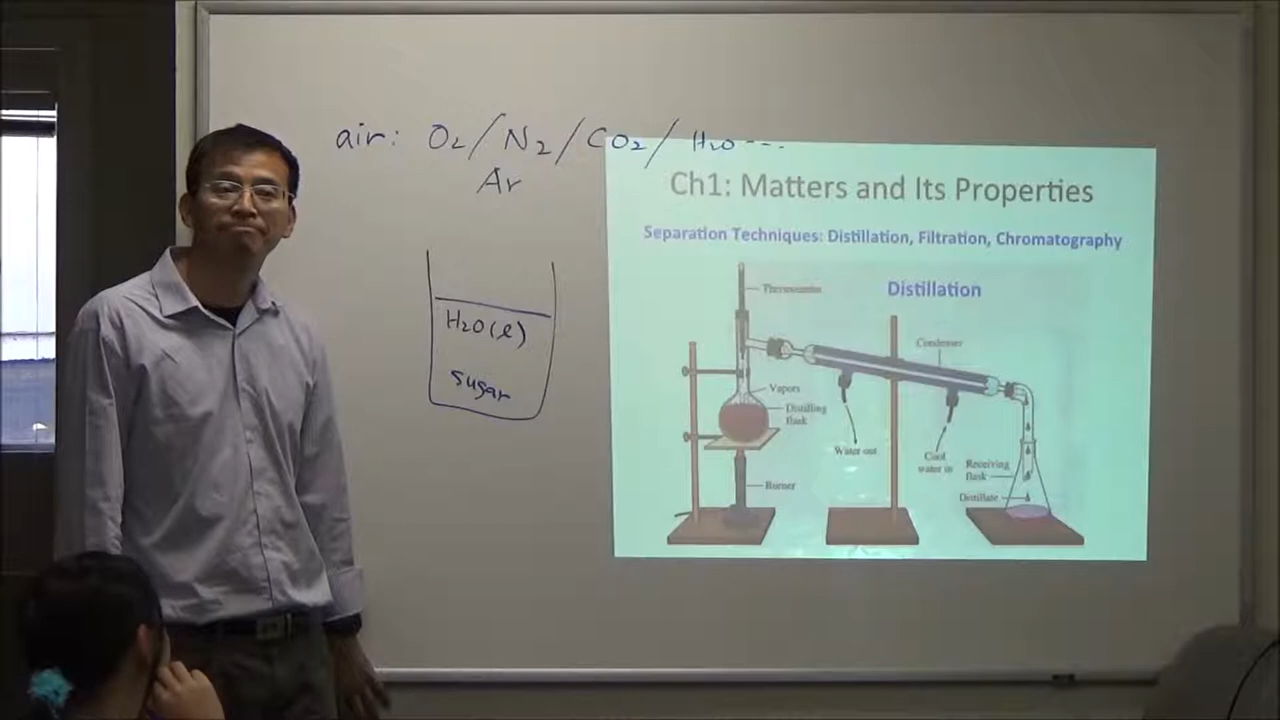 air: O₂ / N₂ / CO₂ / H₂O ---
Ar
H₂O(l)
sugar
Ch1: Matters and Its Properties
Separation Techniques: Distillation, Filtration, Chromatography
Distillation
Thermometer
Condenser
Vapors
Distilling
flask
Water out
Cool
water in
Receiving
flask
Burner
Distillate